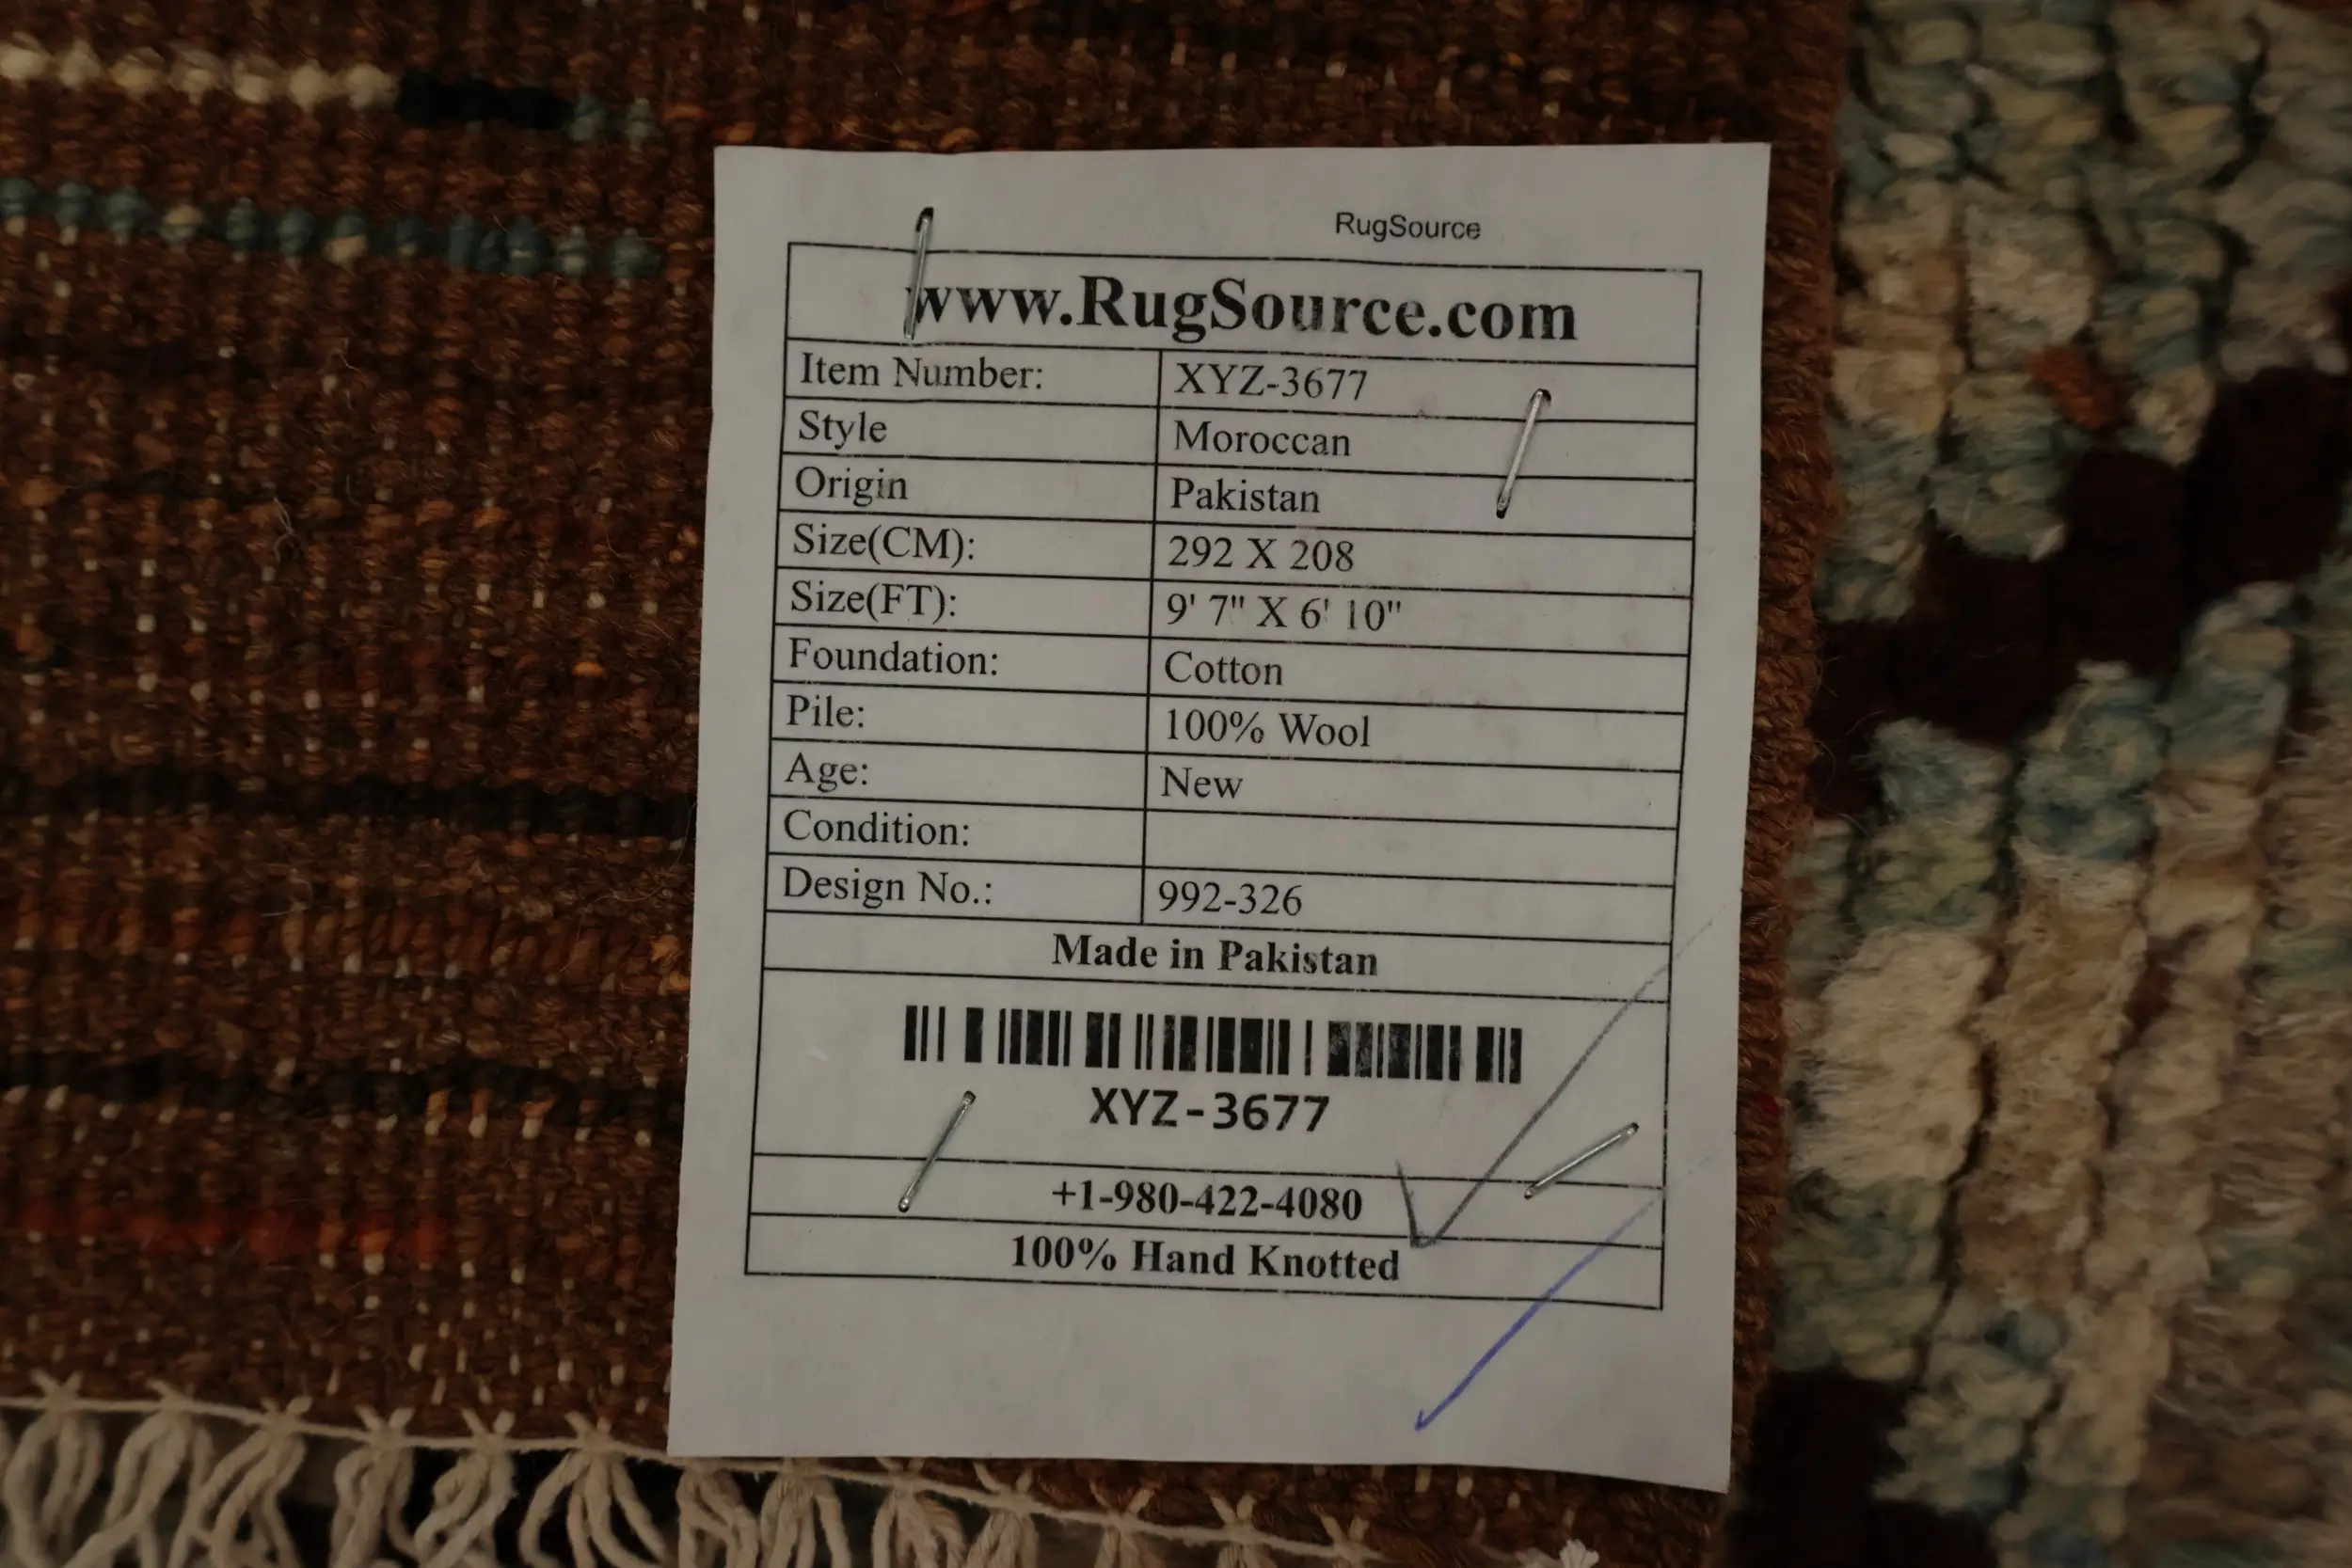 RugSource
www.RugSource.com
Item Number: XYZ-3677
Style Moroccan
Origin Pakistan
Size(CM): 292 X 208
Size(FT): 9' 7" X 6' 10"
Foundation: Cotton
Pile: 100% Wool
Age: New
Condition:
Design No.: 992-326
Made in Pakistan
XYZ-3677
+1-980-422-4080
100% Hand Knotted